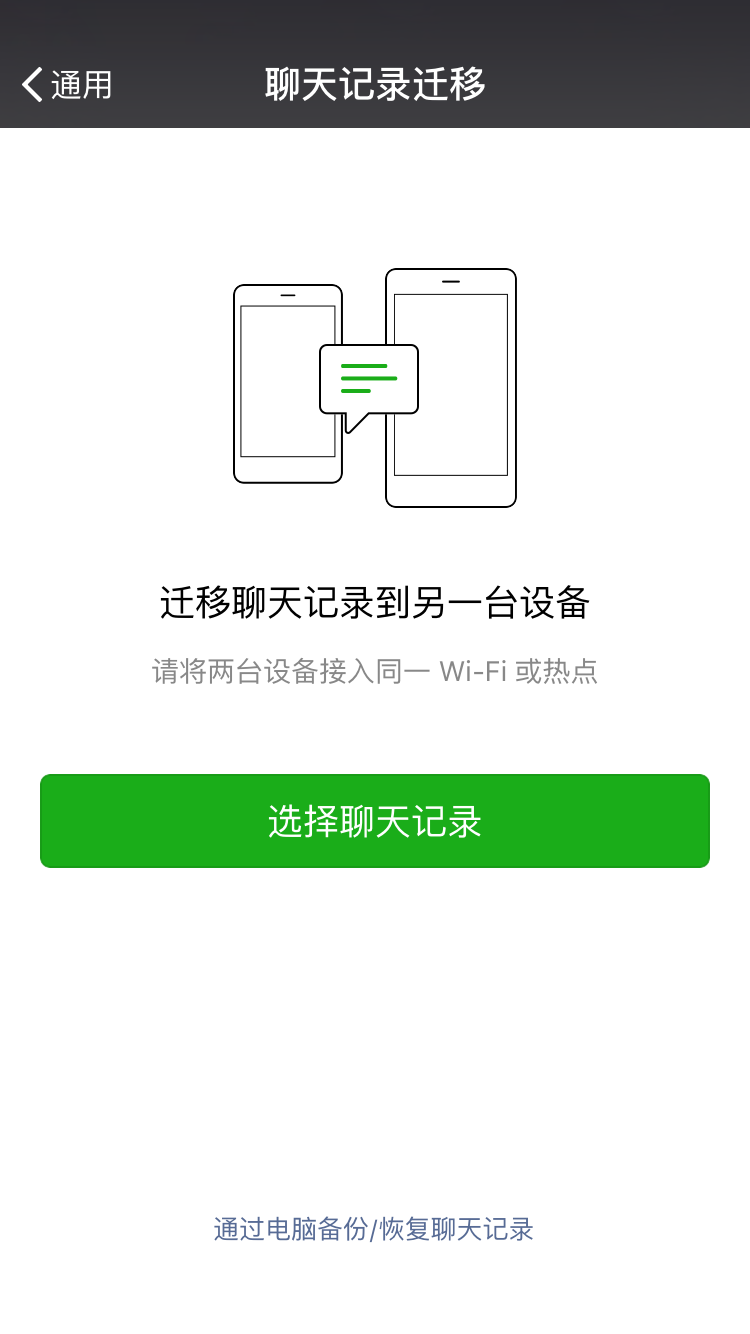 通用
聊天记录迁移
迁移聊天记录到另一台设备
请将两台设备接入同一 Wi-Fi 或热点
选择聊天记录
通过电脑备份/恢复聊天记录